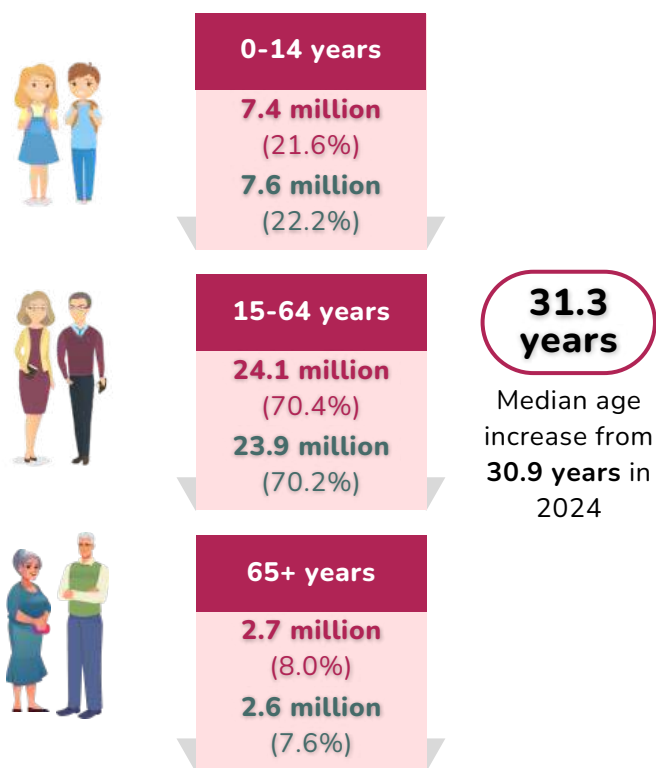 0-14 years
7.4 million
(21.6%)
7.6 million
(22.2%)
15-64 years
24.1 million
(70.4%)
23.9 million
(70.2%)
31.3
years
Median age
increase from
30.9 years in
2024
65+ years
2.7 million
(8.0%)
2.6 million
(7.6%)